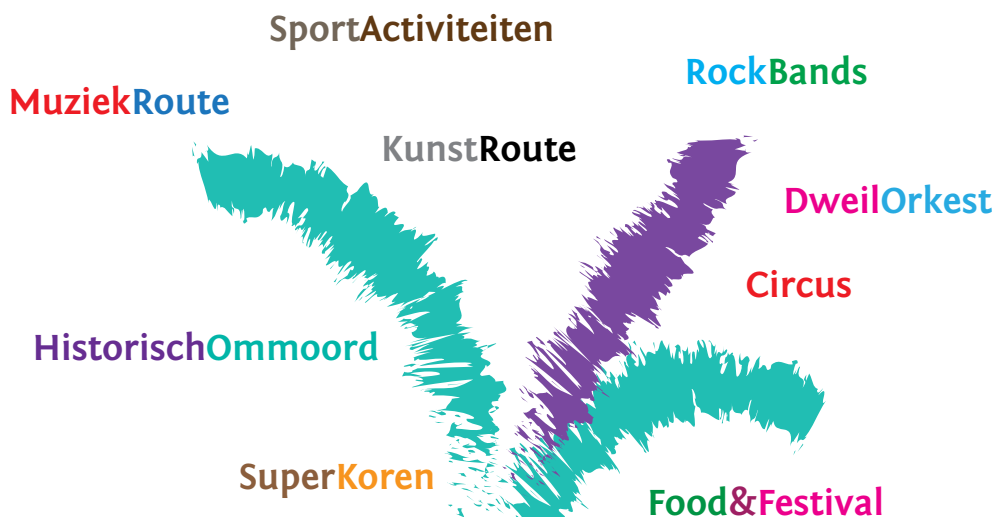 SportActiviteiten
RockBands
MuziekRoute
KunstRoute
DweilOrkest
Circus
HistorischOmmoord
SuperKoren
Food&Festival